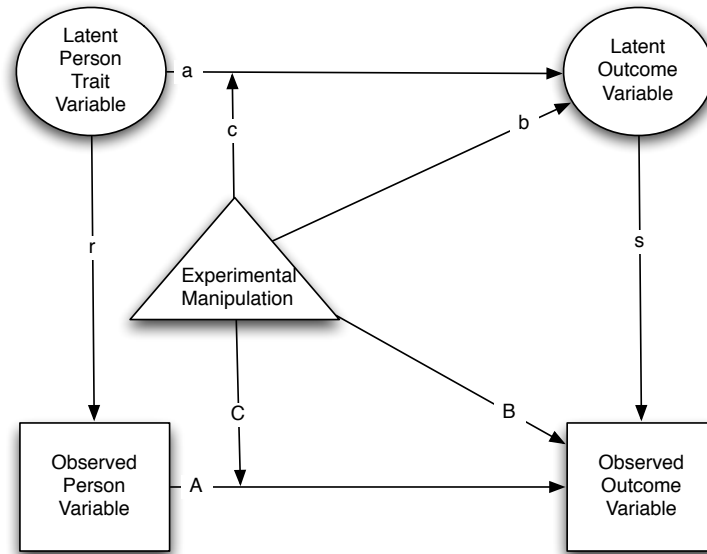 Latent
Person
Trait
Variable
a
Latent
Outcome
Variable
c
b
r
s
Experimental
Manipulation
C
B
Observed
Person
Variable
A
Observed
Outcome
Variable